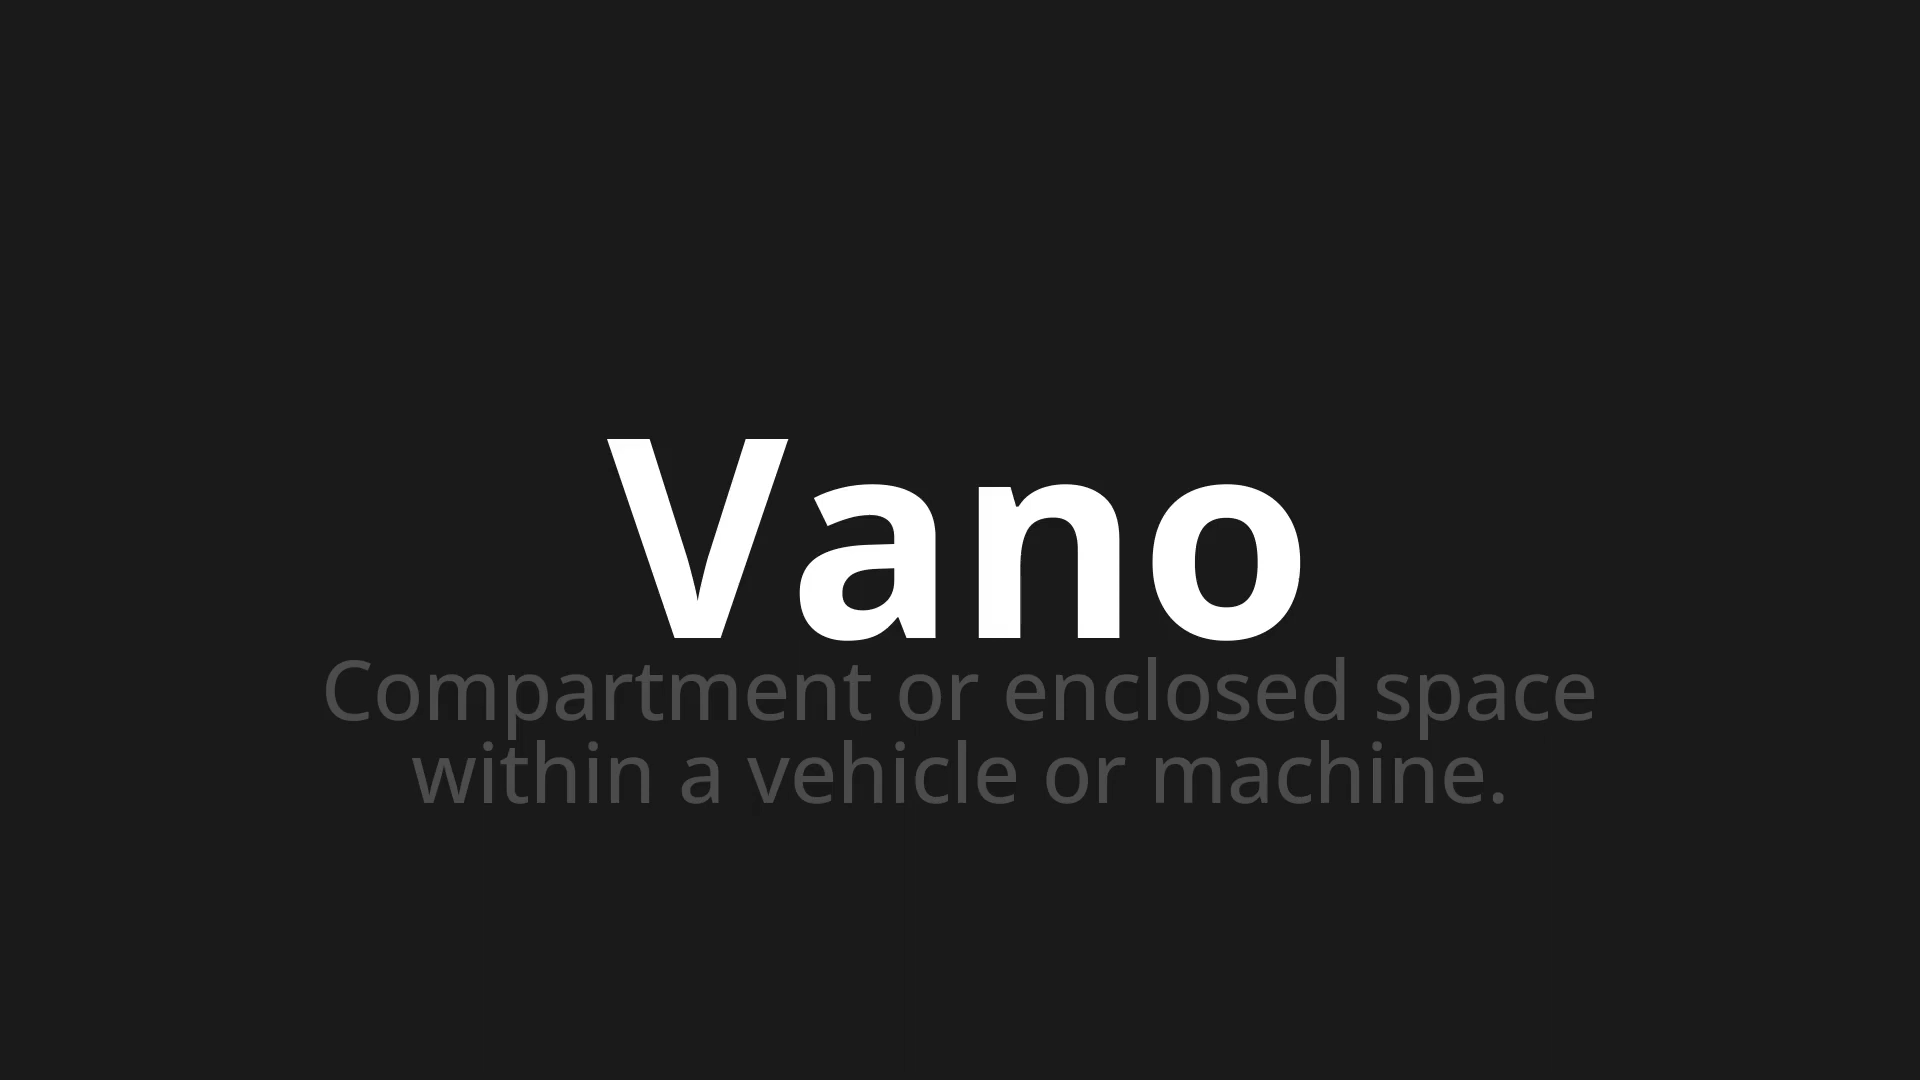 Vano
Compartment or enclosed space
within a vehicle or machine.